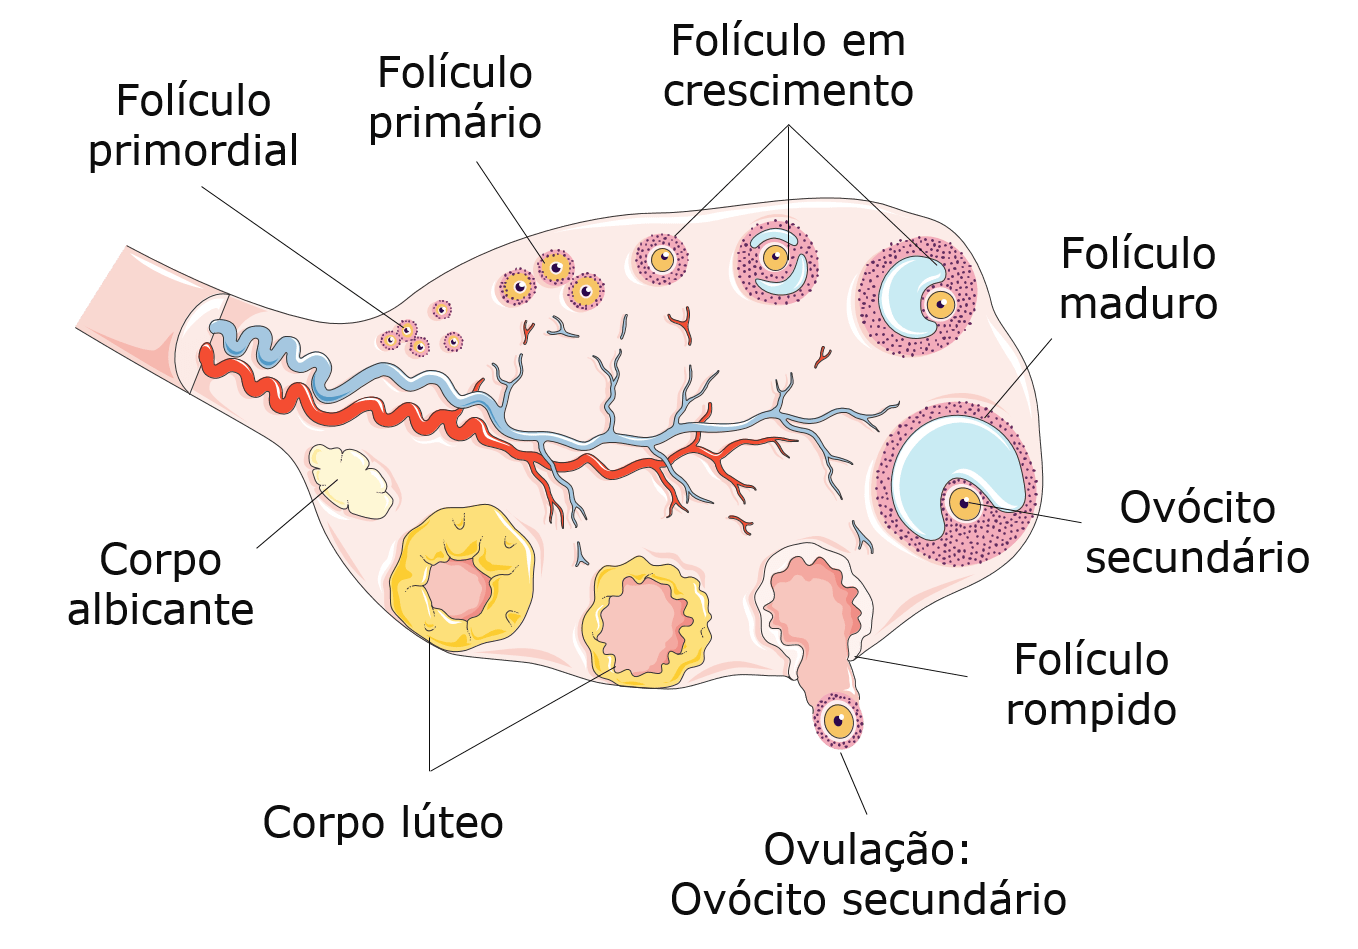 Folículo em
crescimento
Folículo
primário
Folículo
primordial
Folículo
maduro
Ovócito
secundário
Corpo
albicante
Folículo
rompido
Corpo lúteo
Ovulação:
Ovócito secundário